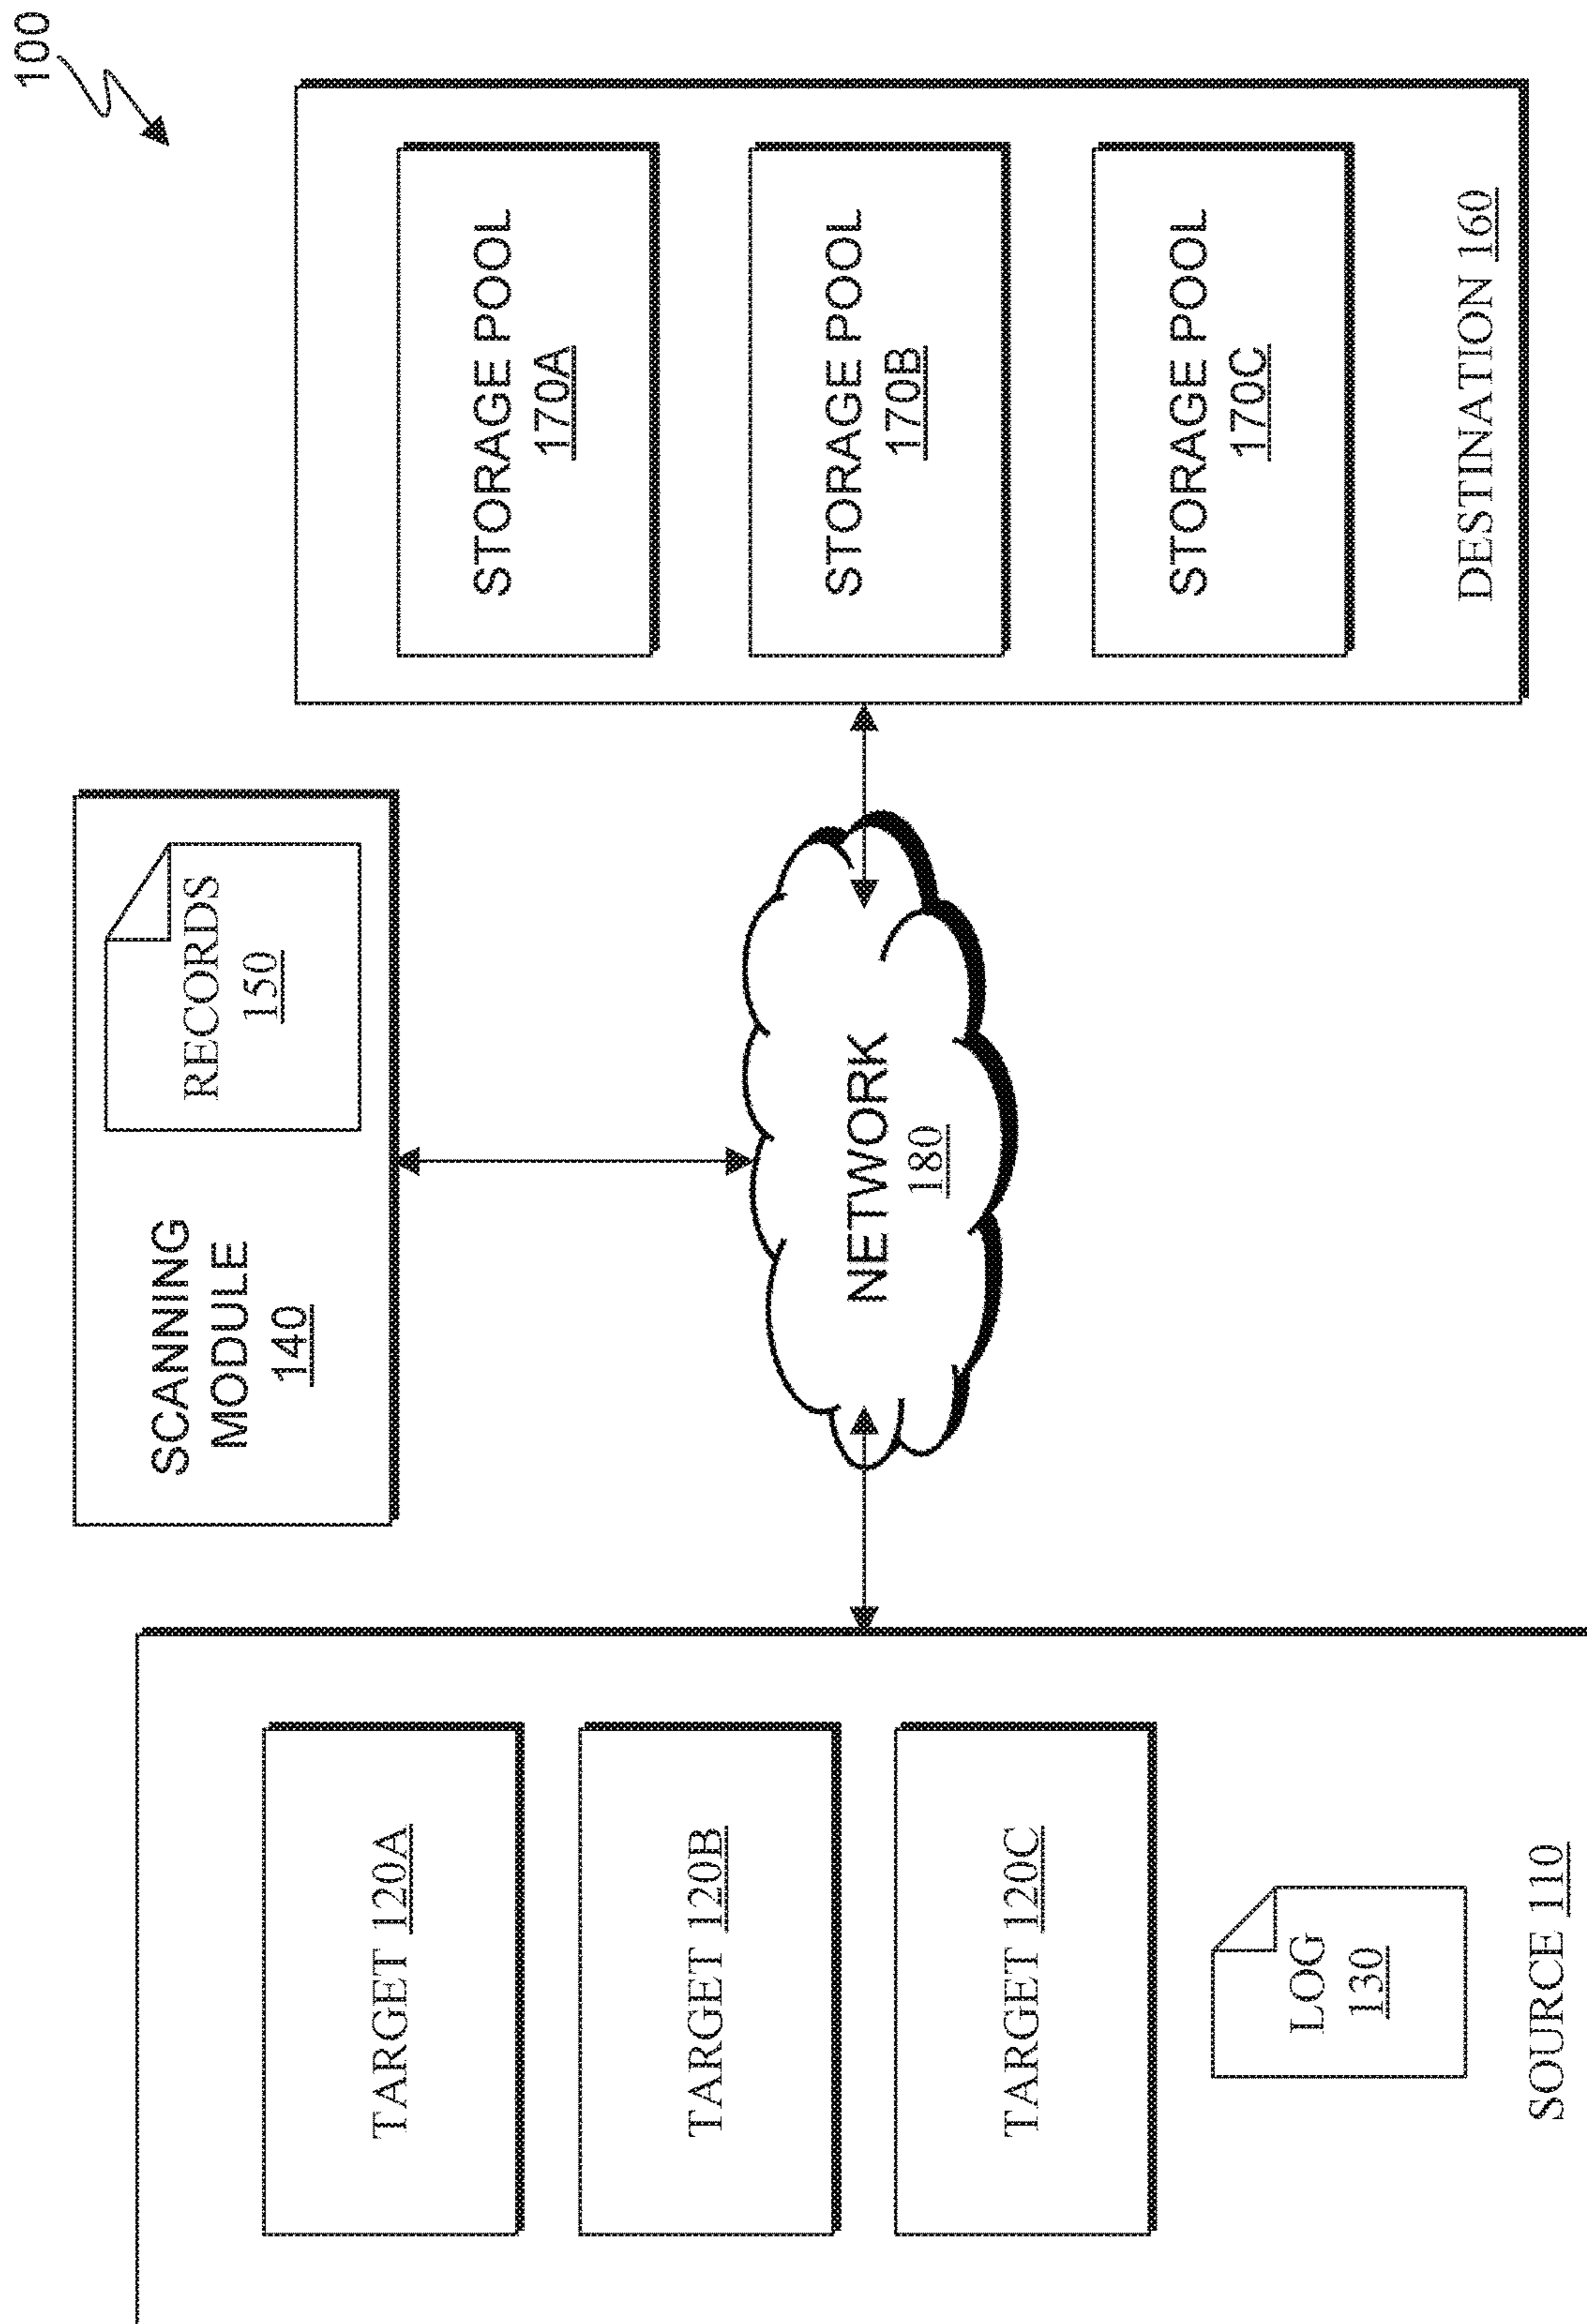 100
SCANNING
MODULE
140
RECORDS
150
TARGET 120A
TARGET 120B
TARGET 120C
LOG
130
SOURCE 110
NETWORK
180
STORAGE POOL
170A
STORAGE POOL
170B
STORAGE POOL
170C
DESTINATION 160